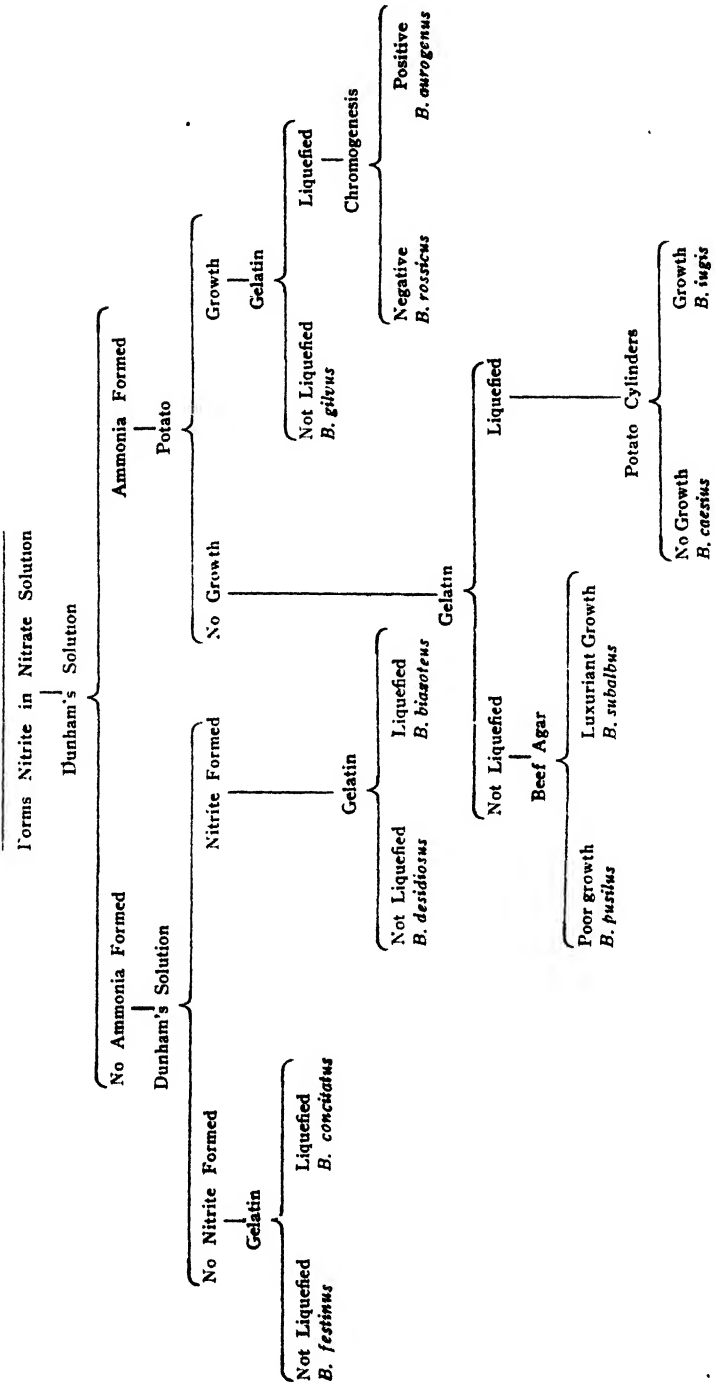 Forms Nitrite in Nitrate Solution
Dunham's Solution
No Ammonia Formed
Ammonia Formed
Dunham's Solution
Potato
No Nitrite Formed
Nitrite Formed
No Growth
Growth
Gelatin
Gelatin
Not Liquefied
B. festinus
Liquefied
B. concitatus
Gelatin
Not Liquefied
B. desidiosus
Liquefied
B. biazoteus
Not Liquefied
B. gilvus
Liquefied
Chromogenesis
Negative
B. rossicus
Positive
B. aurogenus
Gelatin
Not Liquefied
Liquefied
Beef Agar
Potato Cylinders
Poor growth
B. pusilus
Luxuriant Growth
B. subalbus
No Growth
B. caesius
Growth
B. iugis